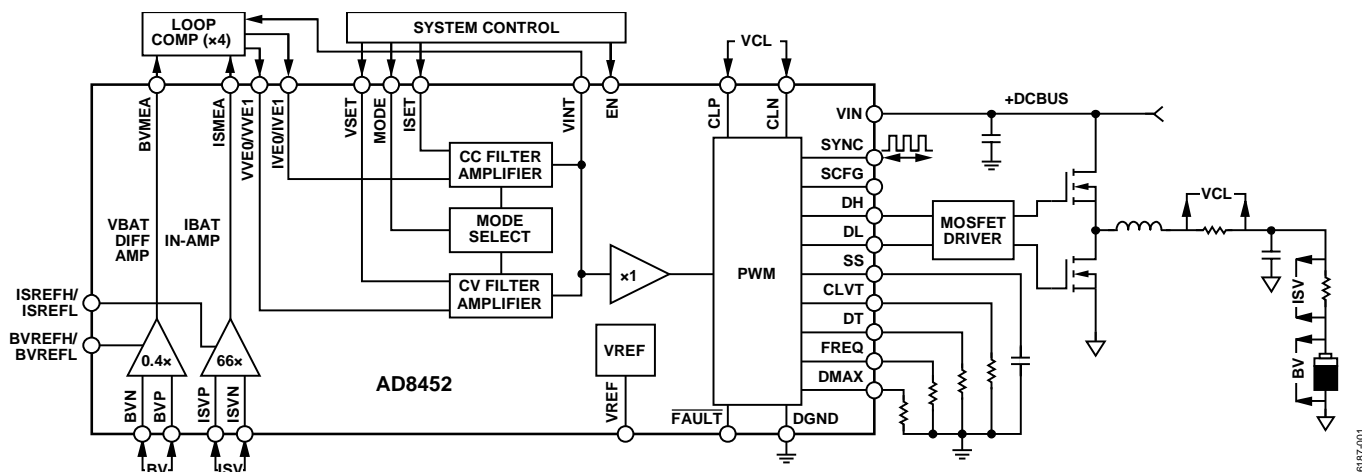 LOOP
COMP (×4)
SYSTEM CONTROL
VCL
BVMEA
ISMEA
VVE0/VVE1
IVE0/IVE1
VSET
MODE
ISET
VINT
EN
CLP
CLN
VIN
+DCBUS
SYNC
SCFG
DH
DL
SS
CLVT
DT
FREQ
DMAX
CC FILTER
AMPLIFIER
MODE
SELECT
CV FILTER
AMPLIFIER
×1
PWM
MOSFET
DRIVER
VCL
ISV
BV
VBAT
DIFF
AMP
IBAT
IN-AMP
ISREFH/
ISREFL
BVREFH/
BVREFL
0.4×
66×
AD8452
VREF
BVN
BVP
ISVP
ISVN
VREF
FAULT
DGND
BV
ISV
6187-001